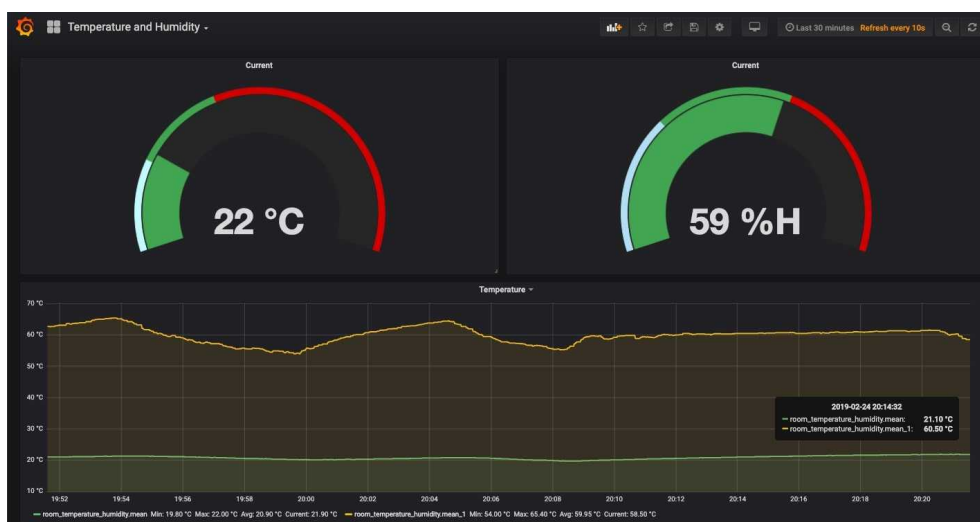 Temperature and Humidity
Last 30 minutes Refresh every 10s
Current
22 °C
Current
59 %H
Temperature
70 °C
60 °C
50 °C
40 °C
30 °C
20 °C
10 °C
2019-02-24 20:14:32
room_temperature_humidity.mean: 21.10 °C
room_temperature_humidity.mean_1: 60.50 °C
19:52 19:54 19:56 19:58 20:00 20:02 20:04 20:06 20:08 20:10 20:12 20:14 20:16 20:18 20:20
room_temperature_humidity.mean Min: 19.80 °C Max: 22.00 °C Avg: 20.90 °C Current: 21.90 °C room_temperature_humidity.mean_1 Min: 54.00 °C Max: 65.40 °C Avg: 59.95 °C Current: 58.50 °C